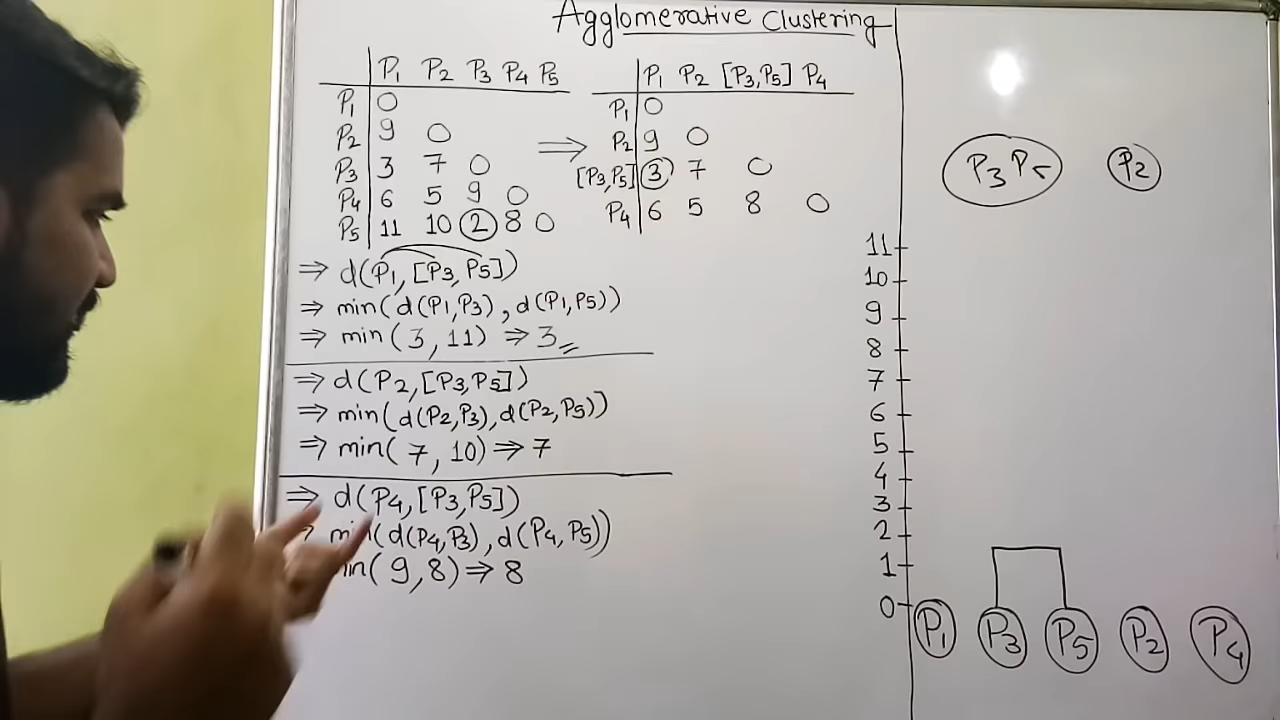 Agglomerative Clustering
P1 P2 P3 P4 P5
P1 0
P2 9 0
P3 3 7 0
P4 6 5 9 0
P5 11 10 2 8 0
⇒
P1 P2 [P3,P5] P4
P1 0
P2 9 0
[P3,P5] 3 7 0
P4 6 5 8 0
⇒ d(P1,[P3,P5])
⇒ min(d(P1,P3),d(P1,P5))
⇒ min(3,11) ⇒ 3
⇒ d(P2,[P3,P5])
⇒ min(d(P2,P3),d(P2,P5))
⇒ min(7,10) ⇒ 7
⇒ d(P4,[P3,P5])
min(d(P4,P3),d(P4,P5))
(9,8) ⇒ 8
P3 P5
P2
11
10
9
8
7
6
5
4
3
2
1
0
P1 P3 P5 P2 P4